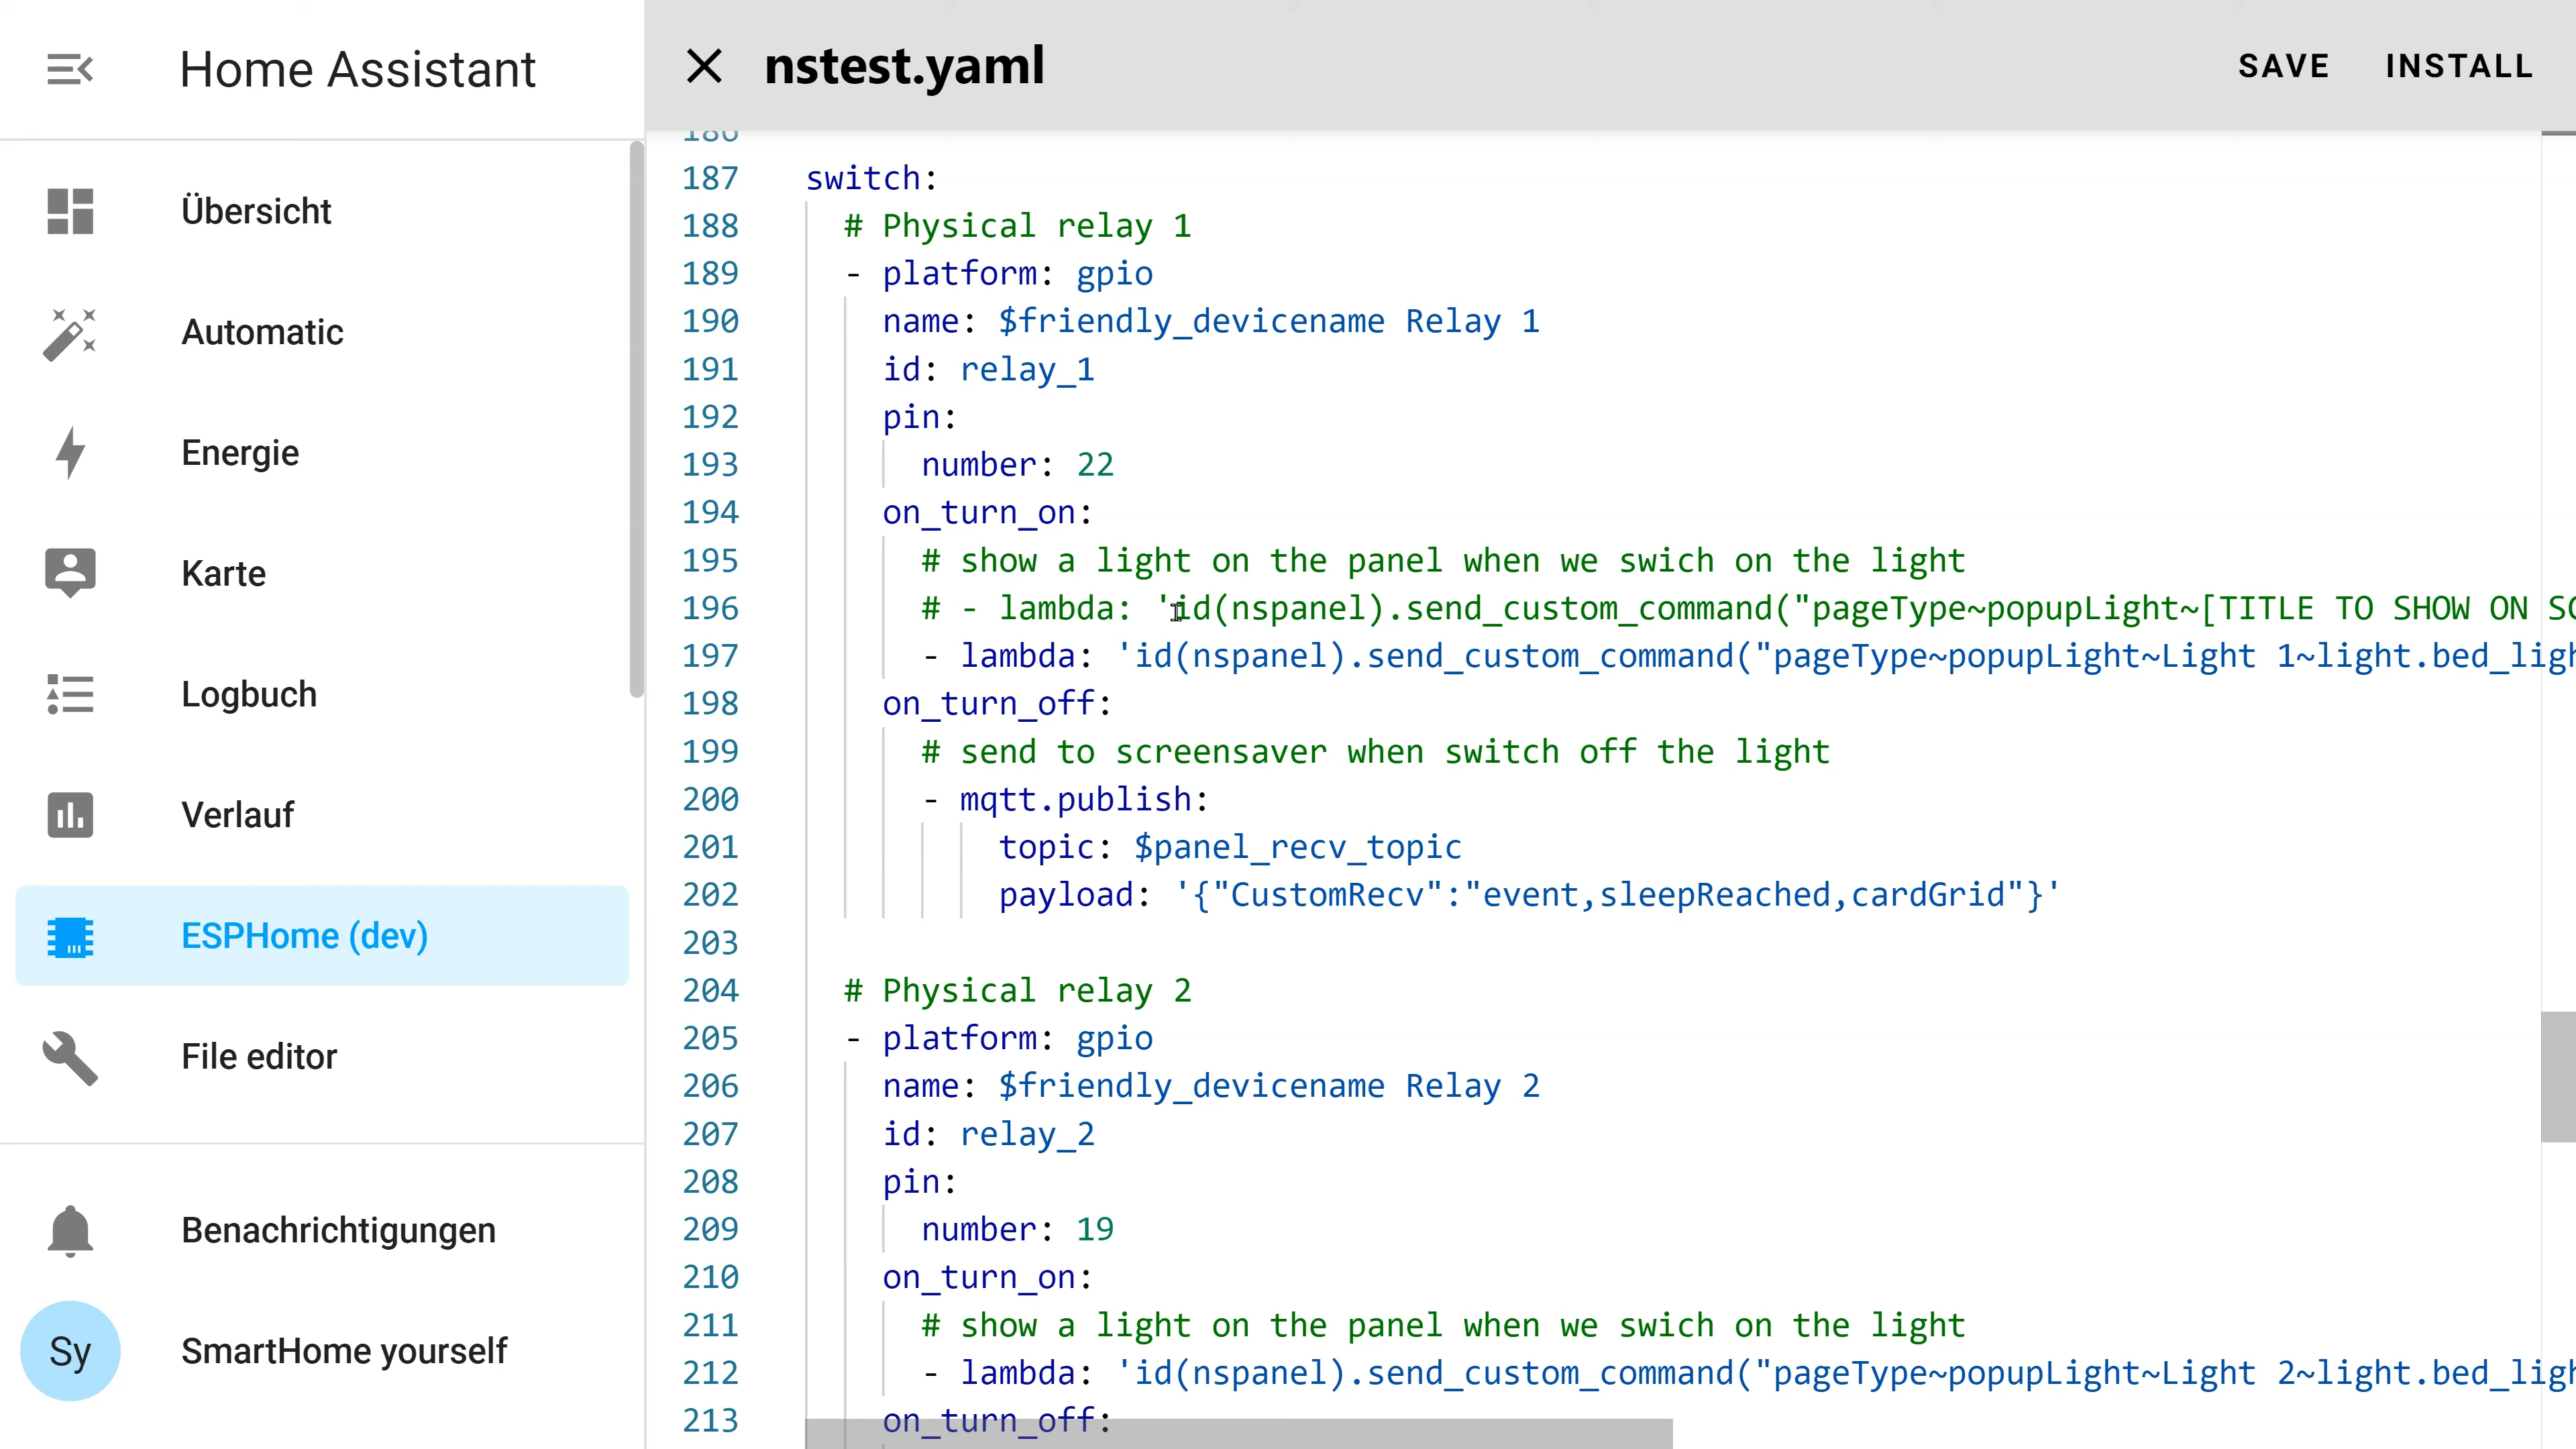 Home Assistant
Übersicht
Automatic
Energie
Karte
Logbuch
Verlauf
ESPHome (dev)
File editor
Benachrichtigungen
Sy SmartHome yourself
nstest.yaml
SAVE INSTALL
186
187 switch:
188 # Physical relay 1
189 - platform: gpio
190 name: $friendly_devicename Relay 1
191 id: relay_1
192 pin:
193 number: 22
194 on_turn_on:
195 # show a light on the panel when we swich on the light
196 # - lambda: 'id(nspanel).send_custom_command("pageType~popupLight~[TITLE TO SHOW ON
197 - lambda: 'id(nspanel).send_custom_command("pageType~popupLight~Light 1~light.bed_ligh
198 on_turn_off:
199 # send to screensaver when switch off the light
200 - mqtt.publish:
201 topic: $panel_recv_topic
202 payload: '{"CustomRecv":"event,sleepReached,cardGrid"}'
203
204 # Physical relay 2
205 - platform: gpio
206 name: $friendly_devicename Relay 2
207 id: relay_2
208 pin:
209 number: 19
210 on_turn_on:
211 # show a light on the panel when we swich on the light
212 - lambda: 'id(nspanel).send_custom_command("pageType~popupLight~Light 2~light.bed_ligh
213 on_turn_off: